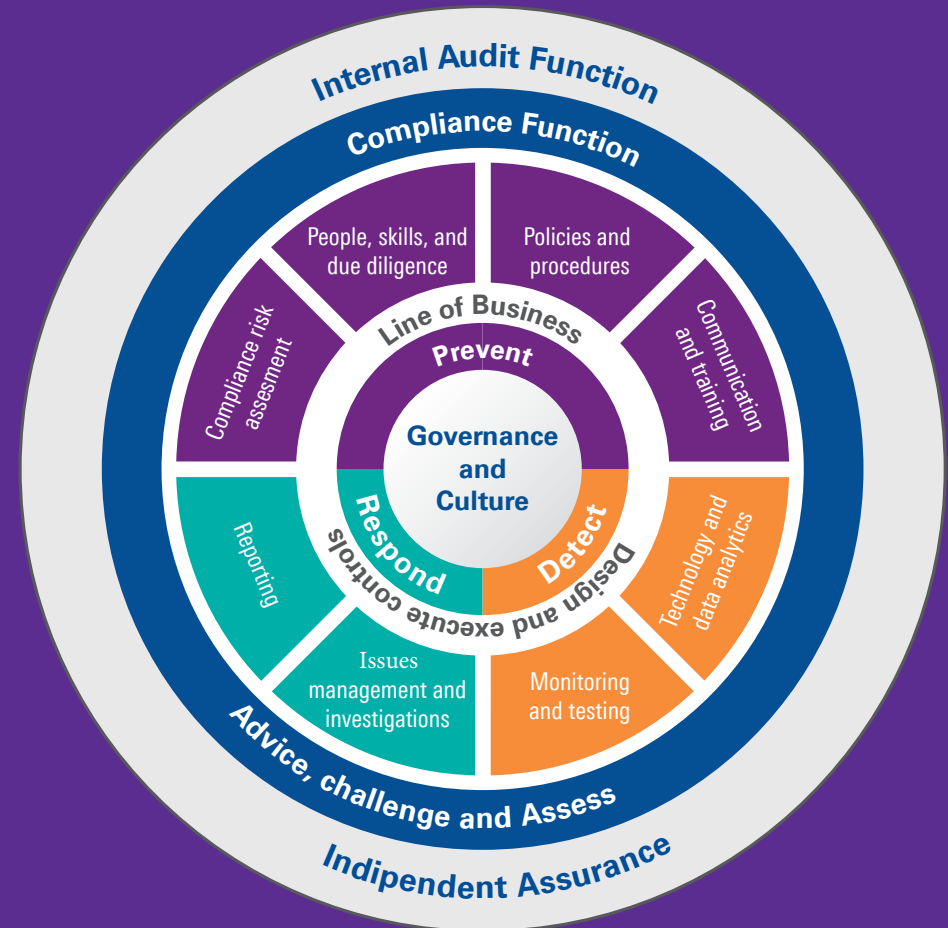 Internal Audit Function
Compliance Function
People, skills, and
due diligence
Policies and
procedures
Compliance risk
assesment
Communication
and training
Line of Business
Prevent
Governance
and
Culture
Respond
Detect
Design and execute controls
Reporting
Technology and
data analytics
Issues
management and
investigations
Monitoring
and testing
Advice, challenge and Assess
Indipendent Assurance